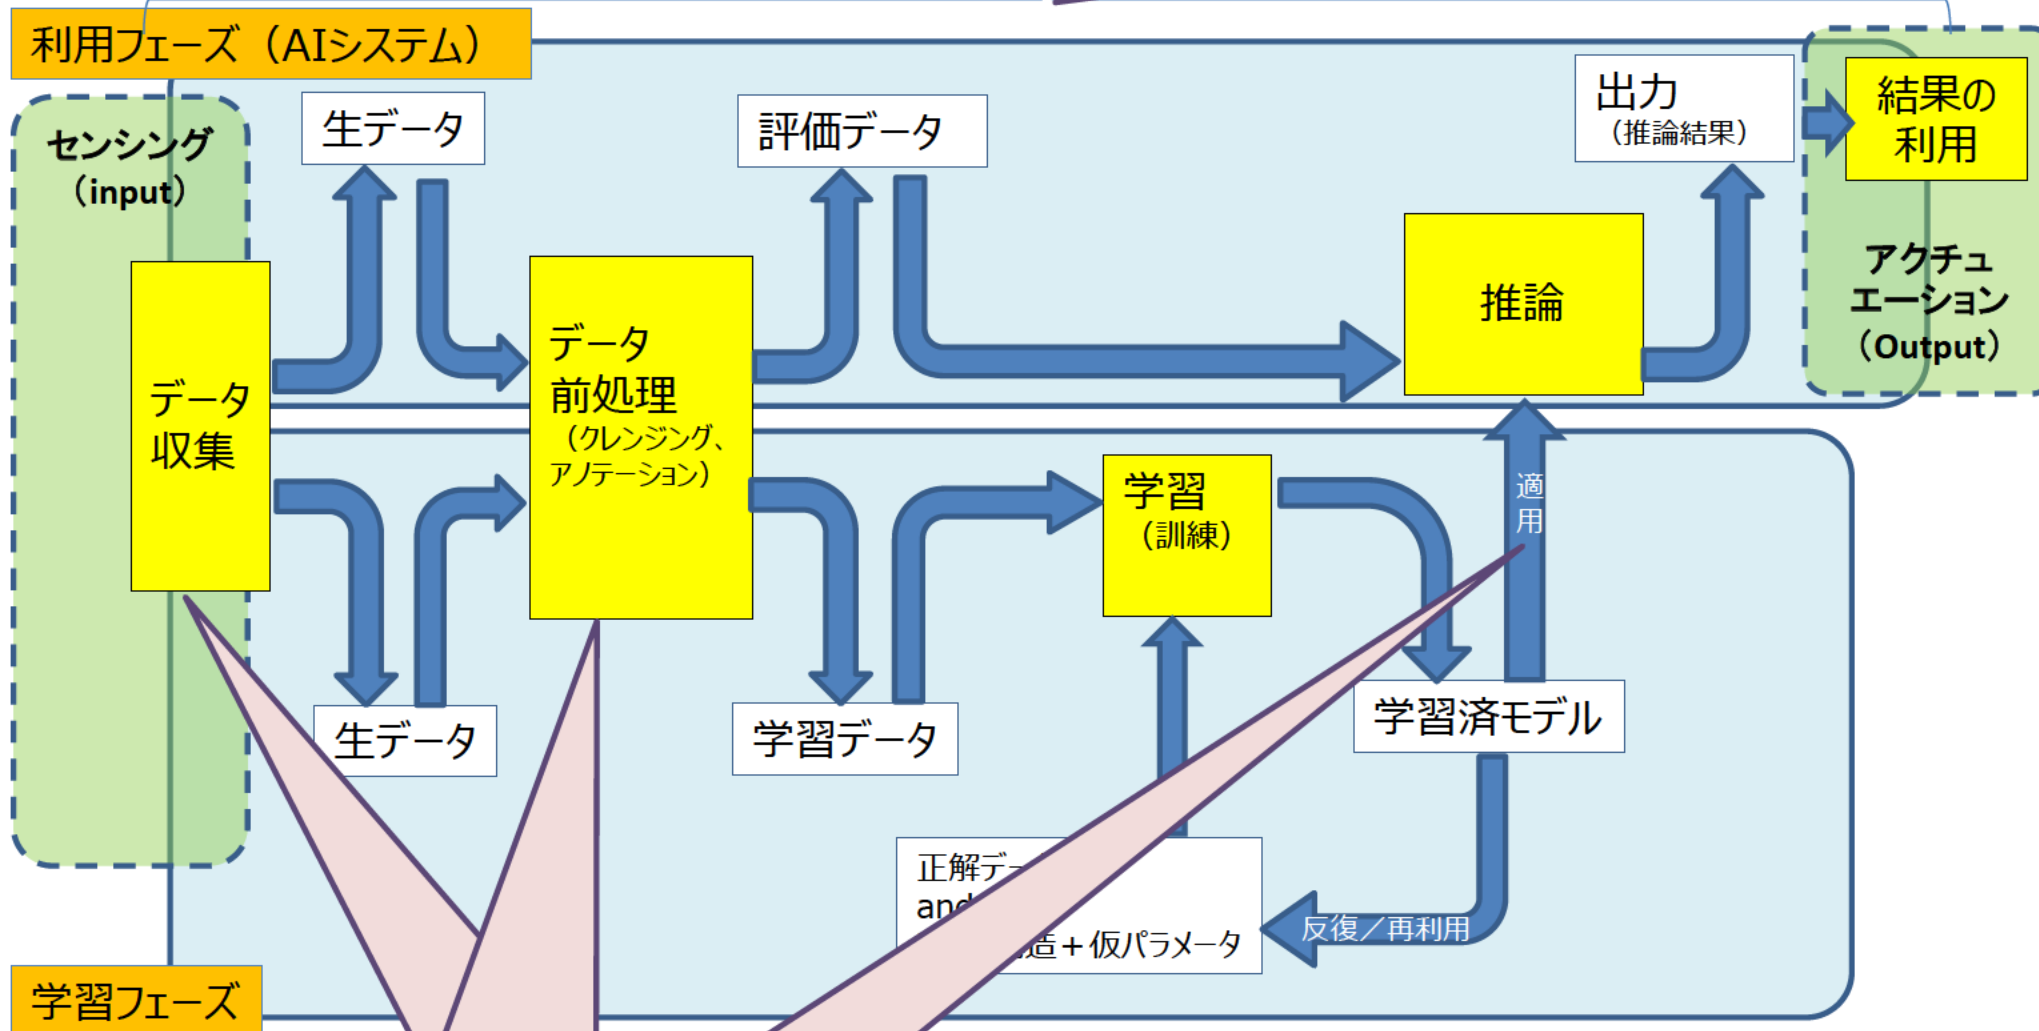 利用フェーズ（AIシステム）
センシング
（input）
生データ
評価データ
出力
（推論結果）
結果の
利用
アクチュ
エーション
（Output）
推論
データ
収集
データ
前処理
（クレンジング、
アノテーション）
学習
（訓練）
適
用
生データ
学習データ
学習済モデル
正解デー
and
造＋仮パラメータ
反復／再利用
学習フェーズ